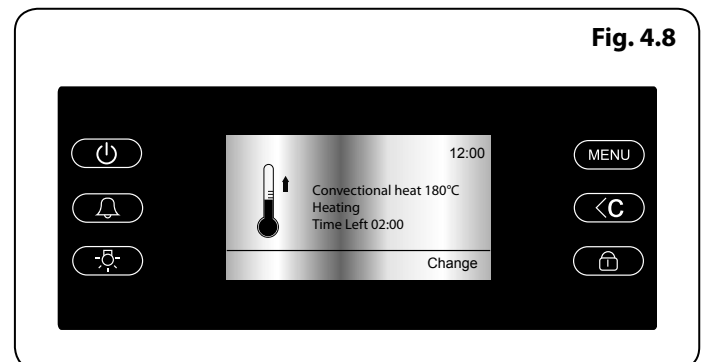 Fig. 4.8
12:00
MENU
Convectional heat 180°C
Heating
Time Left 02:00
<C
Change